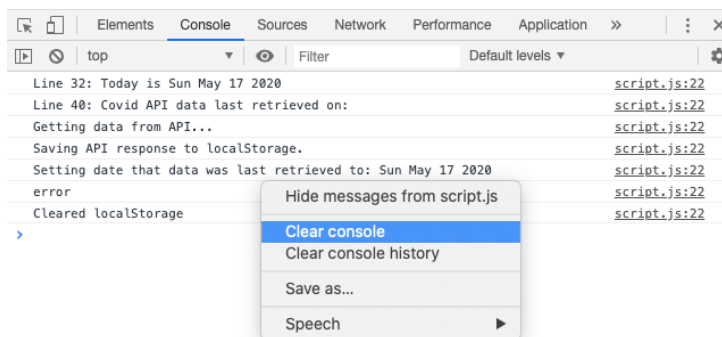 Elements Console Sources Network Performance Application »
top ▼ Filter Default levels ▼
Line 32: Today is Sun May 17 2020 script.js:22
Line 40: Covid API data last retrieved on: script.js:22
Getting data from API... script.js:22
Saving API response to localStorage. script.js:22
Setting date that data was last retrieved to: Sun May 17 2020 script.js:22
error script.js:22
Cleared localStorage script.js:22
>
Hide messages from script.js
Clear console
Clear console history
Save as...
Speech ▶